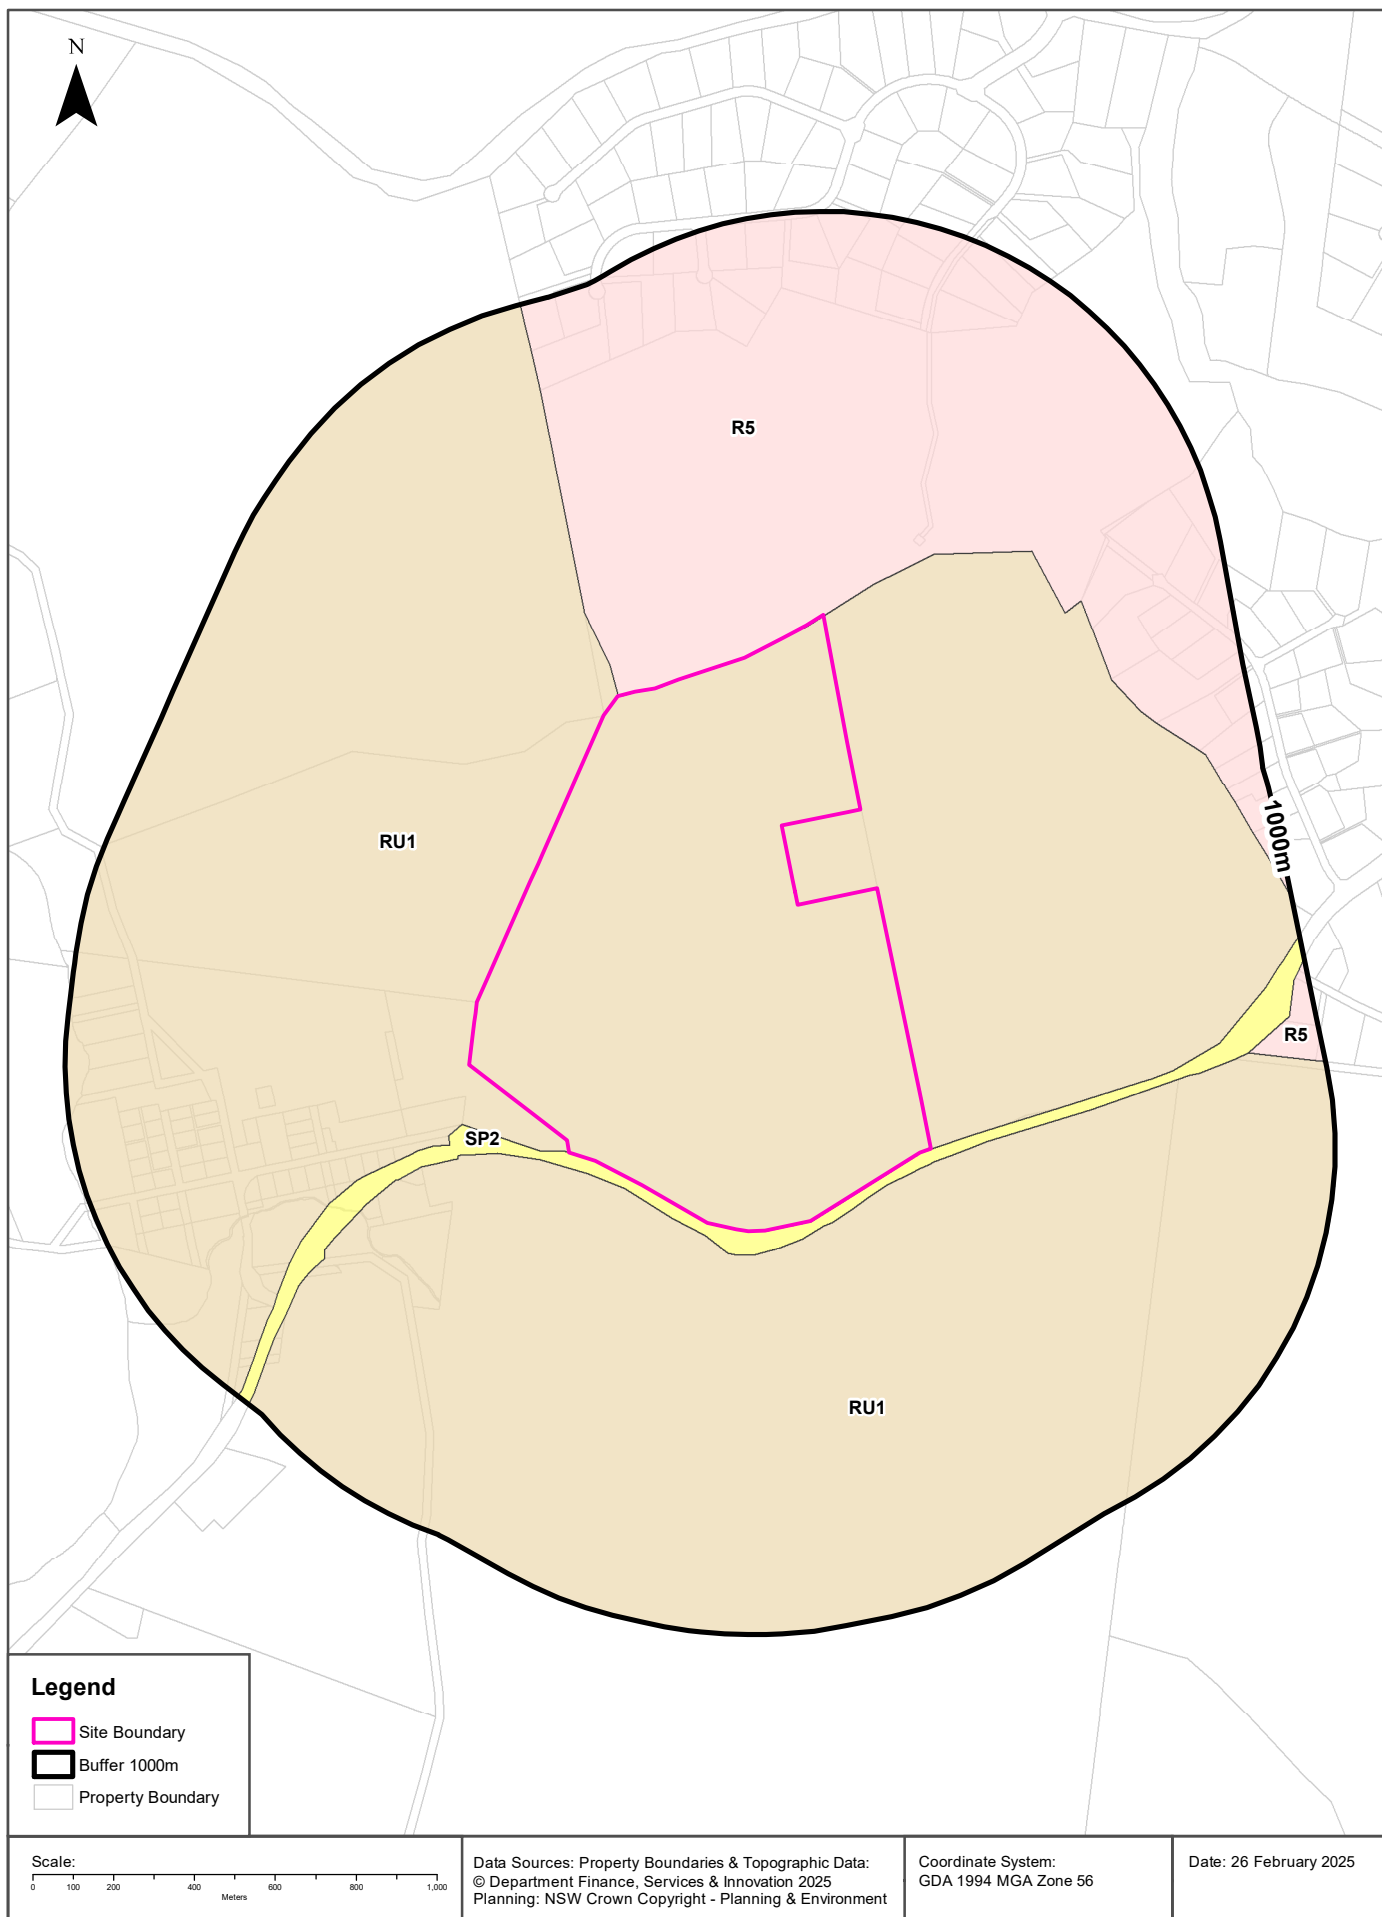 N
R5
RU1
1000m
R5
SP2
RU1
Legend
Site Boundary
Buffer 1000m
Property Boundary
Scale:
0 100 200 400 600 800 1,000
Meters
Data Sources: Property Boundaries & Topographic Data:
© Department Finance, Services & Innovation 2025
Planning: NSW Crown Copyright - Planning & Environment
Coordinate System:
GDA 1994 MGA Zone 56
Date: 26 February 2025